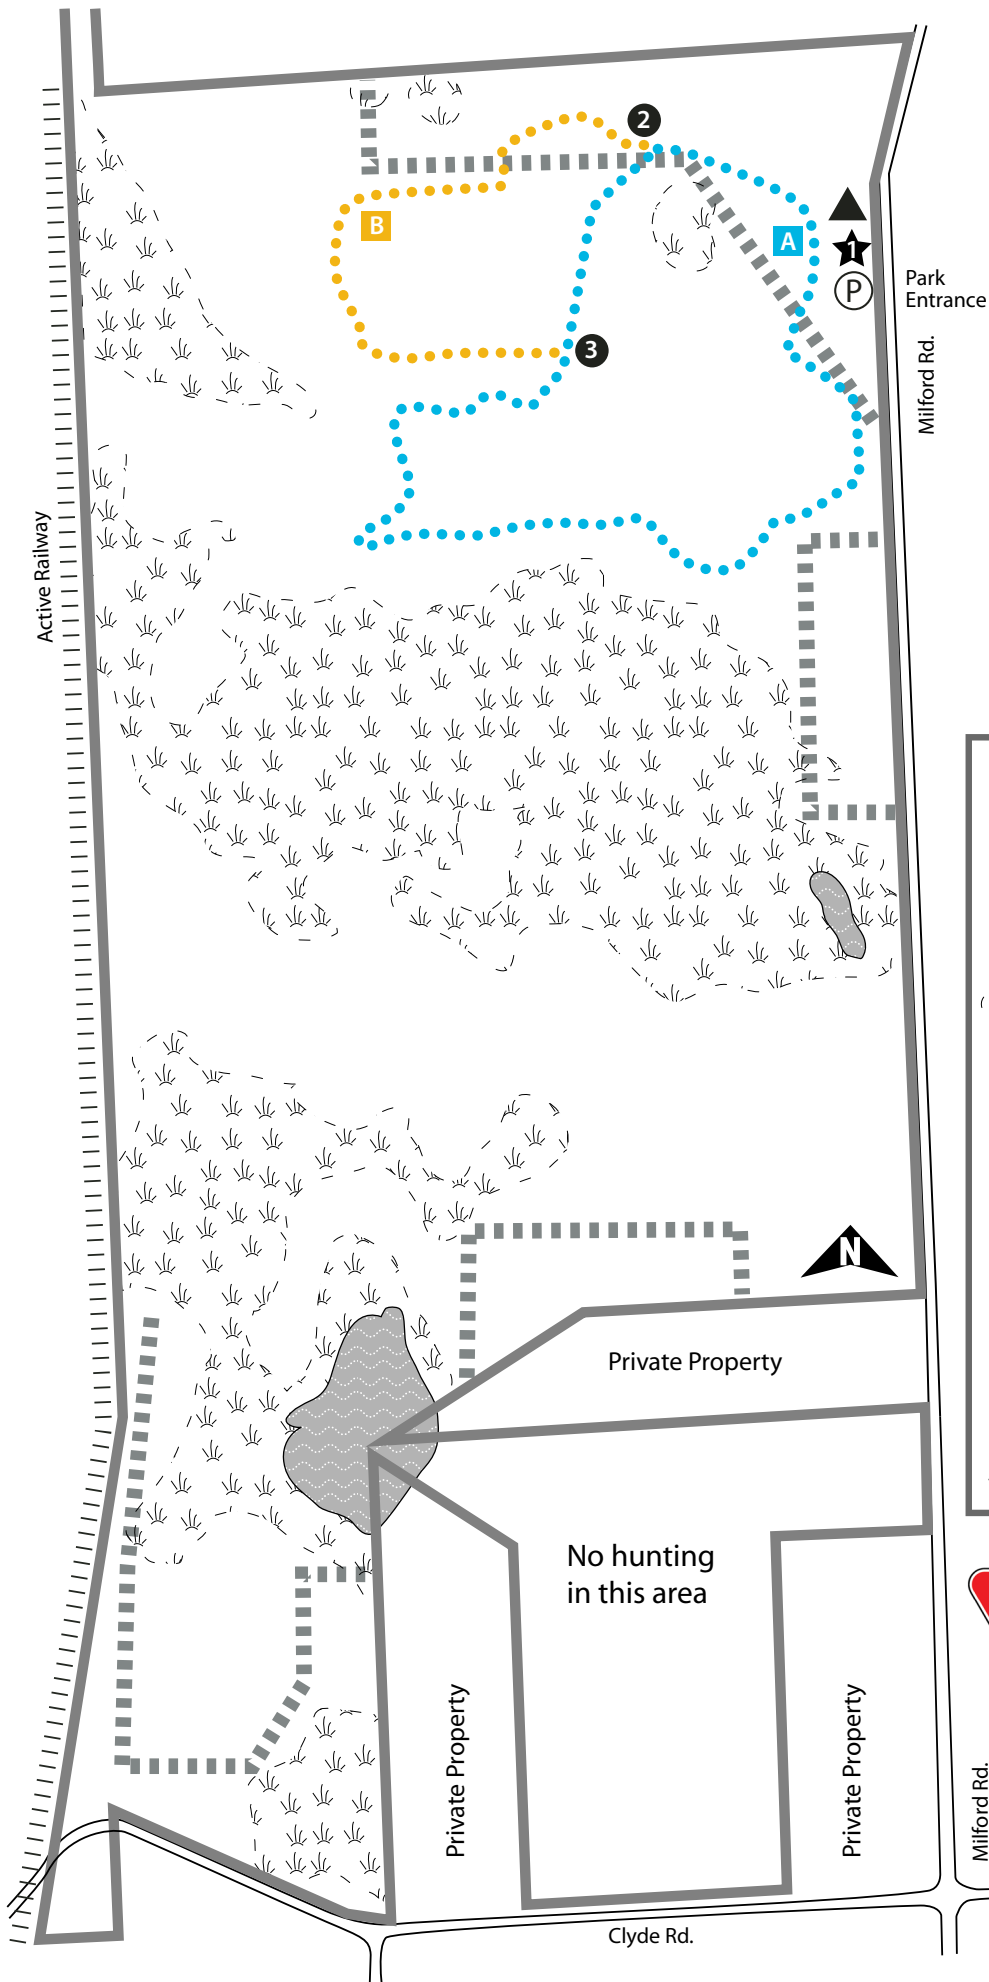 2
B
A
1
P
Park
Entrance
3
Milford Rd.
Active Railway
N
Private Property
No hunting
in this area
Private Property
Private Property
Milford Rd.
Clyde Rd.